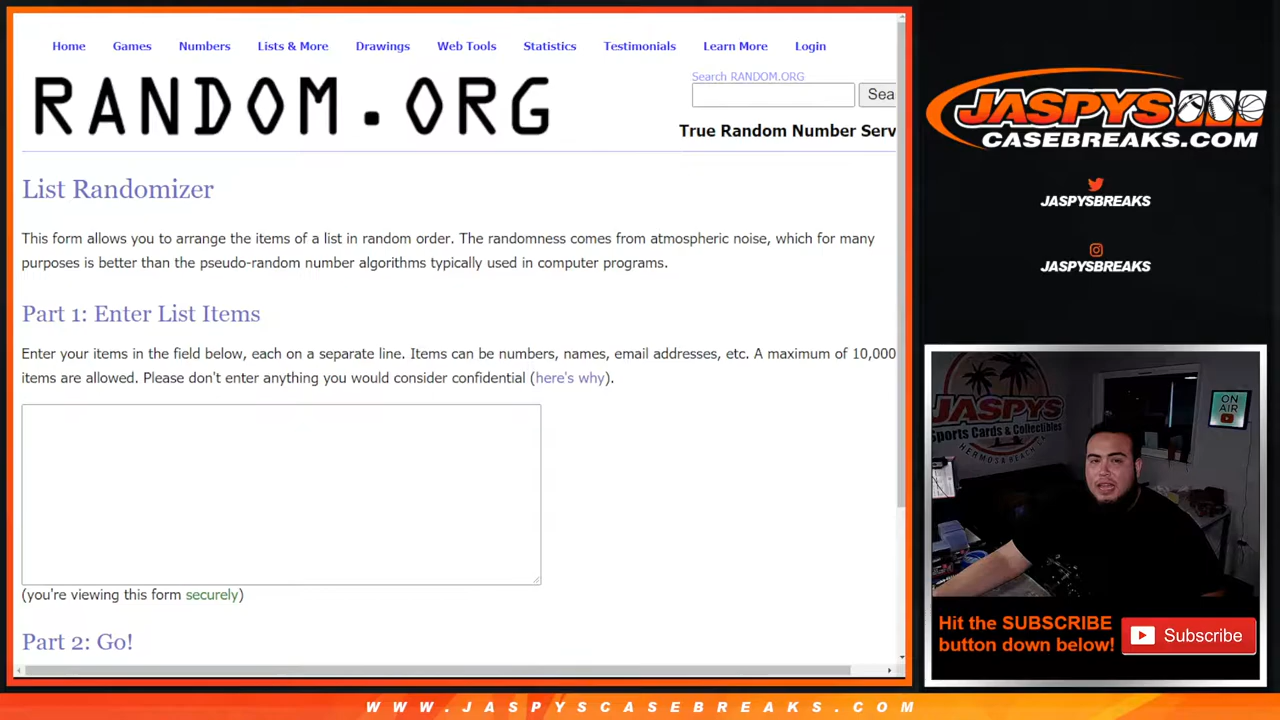 Home Games Numbers Lists & More Drawings Web Tools Statistics Testimonials Learn More Login
RANDOM.ORG
Search RANDOM.ORG
Sea
True Random Number Serv
List Randomizer
This form allows you to arrange the items of a list in random order. The randomness comes from atmospheric noise, which for many
purposes is better than the pseudo-random number algorithms typically used in computer programs.
Part 1: Enter List Items
Enter your items in the field below, each on a separate line. Items can be numbers, names, email addresses, etc. A maximum of 10,000
items are allowed. Please don't enter anything you would consider confidential (here's why).
(you're viewing this form securely)
Part 2: Go!
JASPYS
CASEBREAKS.COM
JASPYSBREAKS
JASPYSBREAKS
JASPYS
Sports Cards & Collectibles
HERMOSA BEACH, CA
ON
AIR
Hit the SUBSCRIBE
button down below!
Subscribe
WWW.JASPYSCASEBREAKS.COM